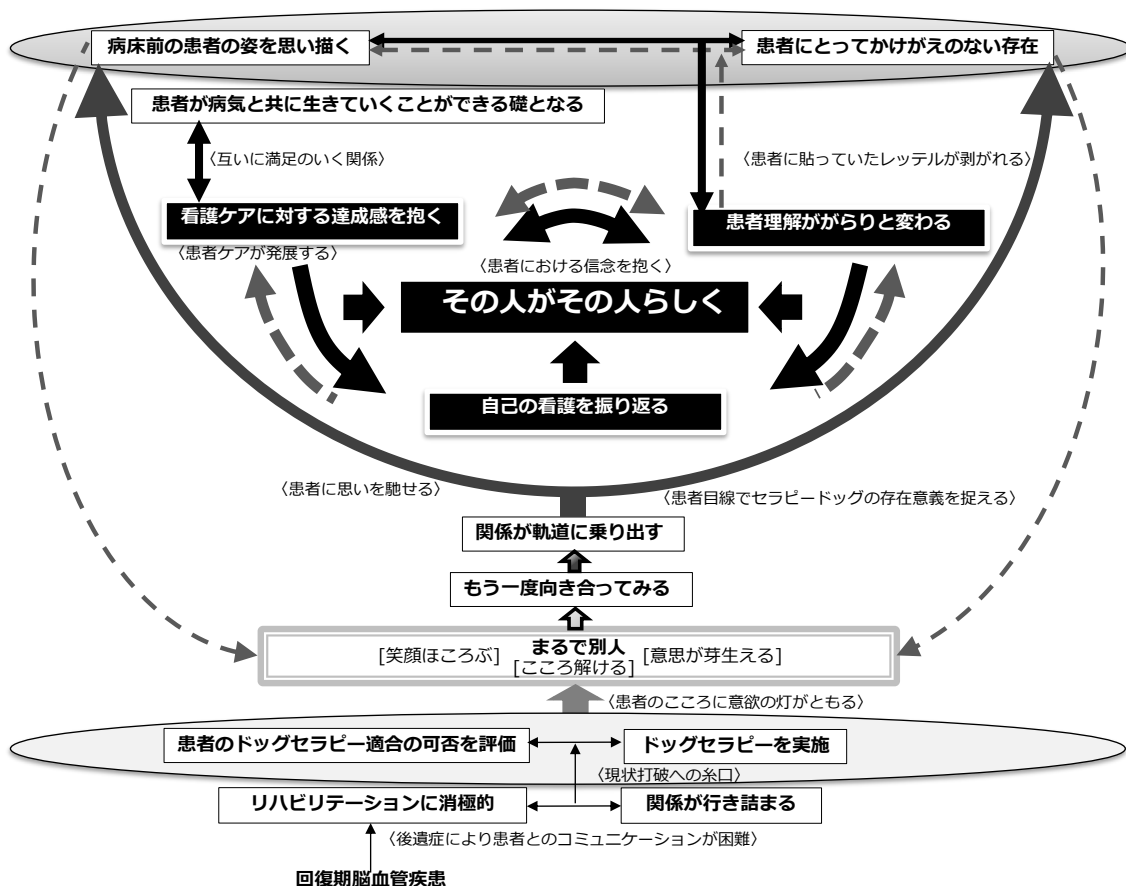 病床前の患者の姿を思い描く
患者にとってかけがえのない存在
患者が病気と共に生きていくことができる礎となる
〈互いに満足のいく関係〉
〈患者に貼っていたレッテルが剥がれる〉
看護ケアに対する達成感を抱く
患者理解ががらりと変わる
〈患者ケアが発展する〉
〈患者における信念を抱く〉
その人がその人らしく
自己の看護を振り返る
〈患者に思いを馳せる〉
〈患者目線でセラピードッグの存在意義を捉える〉
関係が軌道に乗り出す
もう一度向き合ってみる
まるで別人
[笑顔ほころぶ]
[こころ解ける]
[意思が芽生える]
〈患者のこころに意欲の灯がともる〉
患者のドッグセラピー適合の可否を評価
ドッグセラピーを実施
〈現状打破への糸口〉
リハビリテーションに消極的
関係が行き詰まる
〈後遺症により患者とのコミュニケーションが困難〉
回復期脳血管疾患